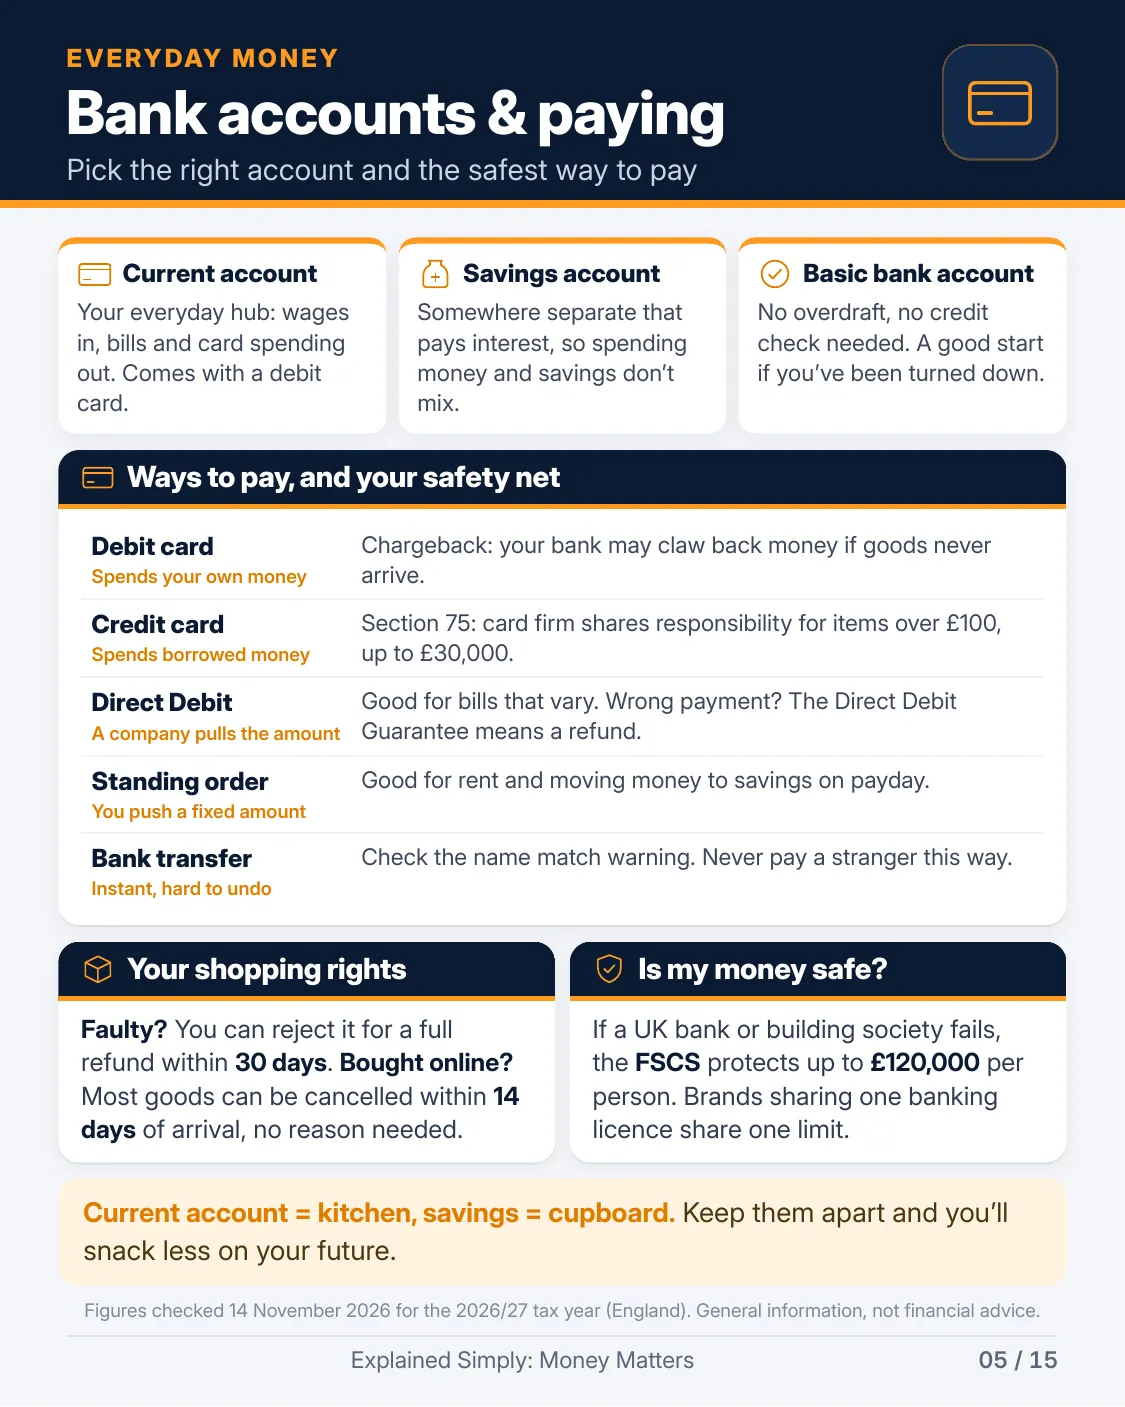 EVERYDAY MONEY
Bank accounts & paying
Pick the right account and the safest way to pay
Current account
Your everyday hub: wages
in, bills and card spending
out. Comes with a debit
card.
Savings account
Somewhere separate that
pays interest, so spending
money and savings don’t
mix.
Basic bank account
No overdraft, no credit
check needed. A good start
if you’ve been turned down.
Ways to pay, and your safety net
Debit card
Spends your own money
Chargeback: your bank may claw back money if goods never
arrive.
Credit card
Spends borrowed money
Section 75: card firm shares responsibility for items over £100,
up to £30,000.
Direct Debit
A company pulls the amount
Good for bills that vary. Wrong payment? The Direct Debit
Guarantee means a refund.
Standing order
You push a fixed amount
Good for rent and moving money to savings on payday.
Bank transfer
Instant, hard to undo
Check the name match warning. Never pay a stranger this way.
Your shopping rights
Faulty? You can reject it for a full
refund within 30 days. Bought online?
Most goods can be cancelled within 14
days of arrival, no reason needed.
Is my money safe?
If a UK bank or building society fails,
the FSCS protects up to £120,000 per
person. Brands sharing one banking
licence share one limit.
Current account = kitchen, savings = cupboard. Keep them apart and you’ll
snack less on your future.
Figures checked 14 November 2026 for the 2026/27 tax year (England). General information, not financial advice.
Explained Simply: Money Matters
05 / 15